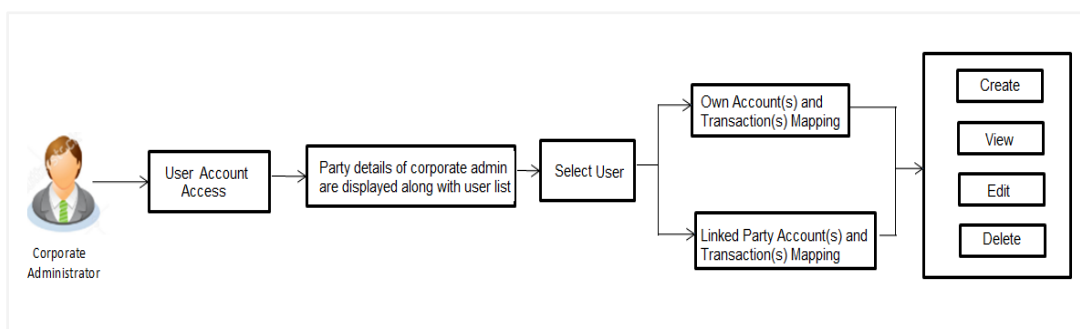 Corporate
Administrator
User Account
Access
Party details of corporate admin
are displayed along with user list
Select User
Own Account(s) and
Transaction(s) Mapping
Linked Party Account(s) and
Transaction(s) Mapping
Create
View
Edit
Delete